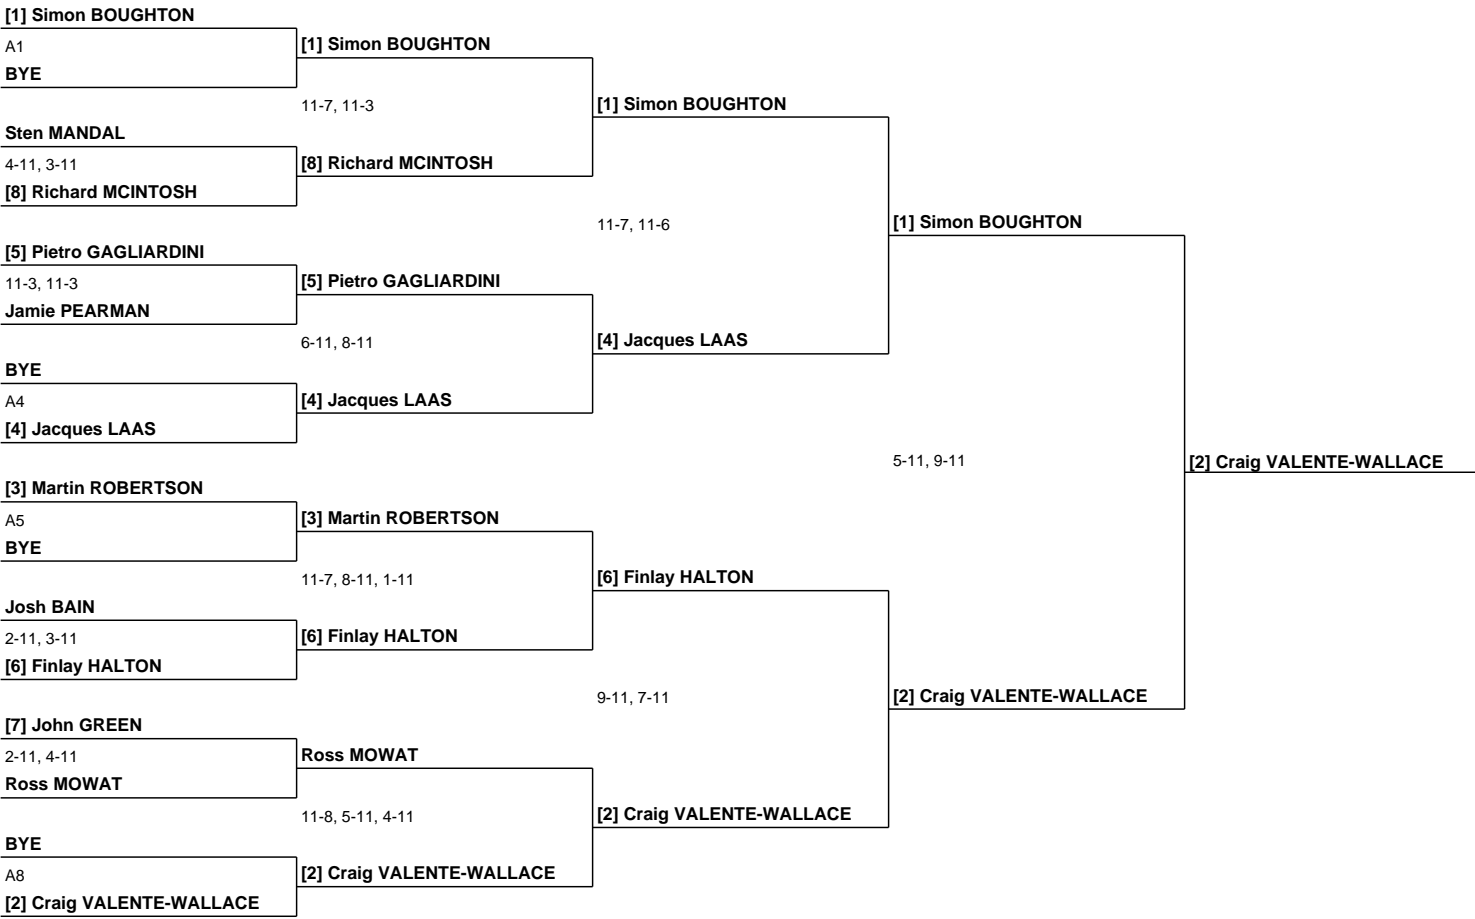 [1] Simon BOUGHTON
A1
BYE
Sten MANDAL
4-11, 3-11
[8] Richard MCINTOSH
[5] Pietro GAGLIARDINI
11-3, 11-3
Jamie PEARMAN
BYE
A4
[4] Jacques LAAS
[3] Martin ROBERTSON
A5
BYE
Josh BAIN
2-11, 3-11
[6] Finlay HALTON
[7] John GREEN
2-11, 4-11
Ross MOWAT
BYE
A8
[2] Craig VALENTE-WALLACE
[1] Simon BOUGHTON
11-7, 11-3
[8] Richard MCINTOSH
[5] Pietro GAGLIARDINI
6-11, 8-11
[4] Jacques LAAS
[3] Martin ROBERTSON
11-7, 8-11, 1-11
[6] Finlay HALTON
Ross MOWAT
11-8, 5-11, 4-11
[2] Craig VALENTE-WALLACE
[1] Simon BOUGHTON
11-7, 11-6
[4] Jacques LAAS
[6] Finlay HALTON
9-11, 7-11
[2] Craig VALENTE-WALLACE
[1] Simon BOUGHTON
5-11, 9-11
[2] Craig VALENTE-WALLACE
[2] Craig VALENTE-WALLACE